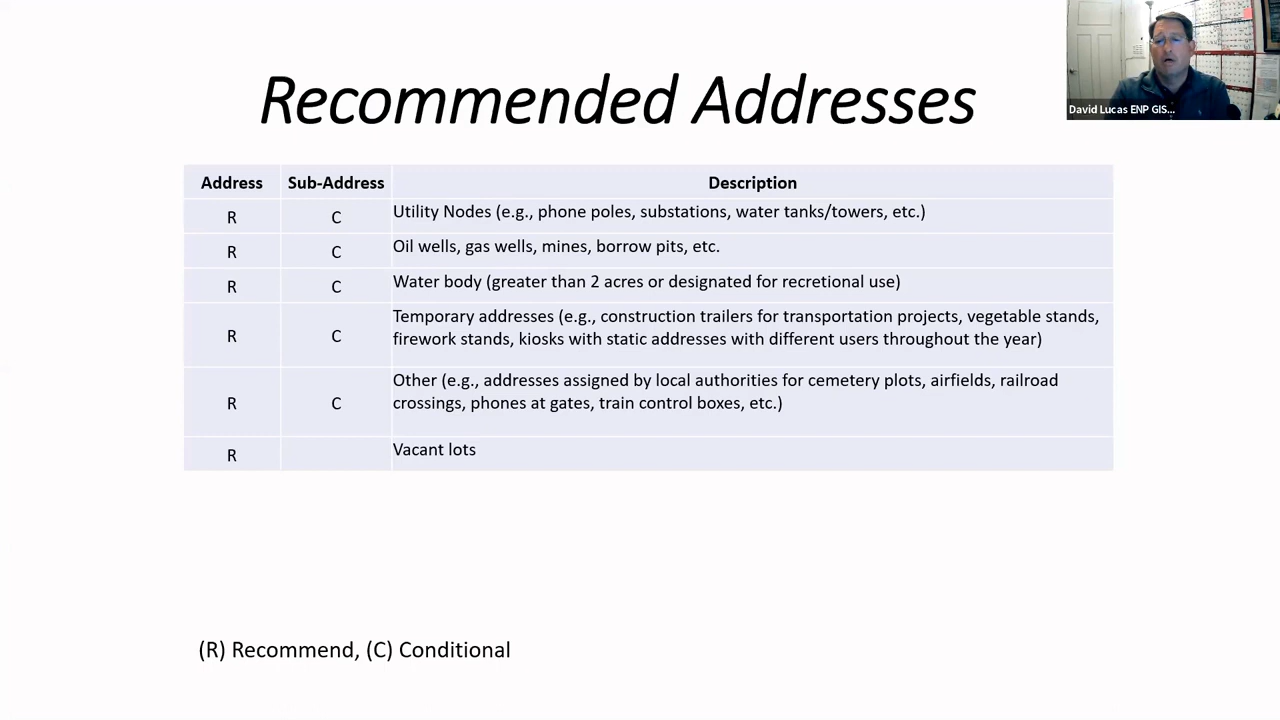 Recommended Addresses
David Lucas ENP GIS...
Address Sub-Address Description
R C Utility Nodes (e.g., phone poles, substations, water tanks/towers, etc.)
R C Oil wells, gas wells, mines, borrow pits, etc.
R C Water body (greater than 2 acres or designated for recretional use)
R C Temporary addresses (e.g., construction trailers for transportation projects, vegetable stands,
firework stands, kiosks with static addresses with different users throughout the year)
R C Other (e.g., addresses assigned by local authorities for cemetery plots, airfields, railroad
crossings, phones at gates, train control boxes, etc.)
R Vacant lots
(R) Recommend, (C) Conditional